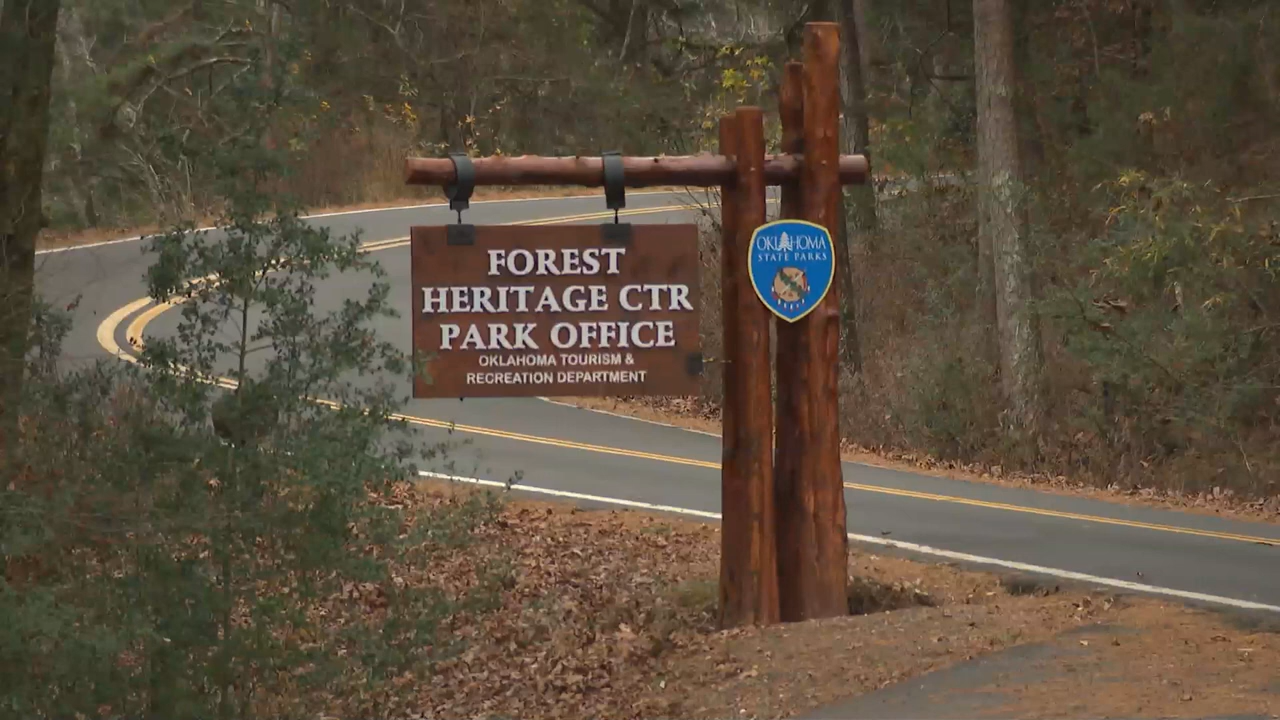 FOREST
HERITAGE CTR
PARK OFFICE
OKLAHOMA TOURISM &
RECREATION DEPARTMENT
OKLAHOMA
STATE PARKS